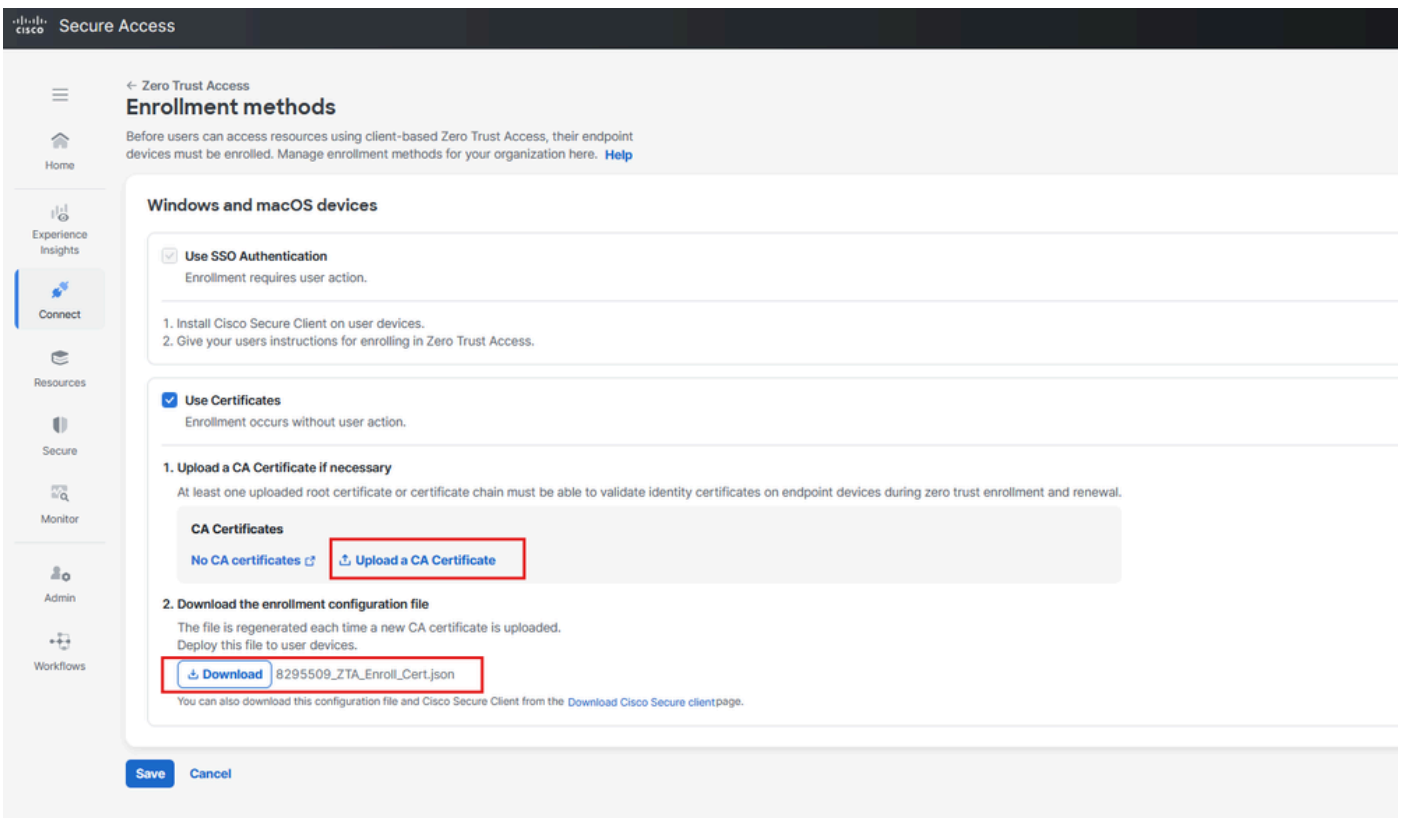 cisco Secure Access
← Zero Trust Access
Enrollment methods
Before users can access resources using client-based Zero Trust Access, their endpoint
devices must be enrolled. Manage enrollment methods for your organization here. Help
Home
Experience
Insights
Connect
Resources
Secure
Monitor
Admin
Workflows
Windows and macOS devices
Use SSO Authentication
Enrollment requires user action.
1. Install Cisco Secure Client on user devices.
2. Give your users instructions for enrolling in Zero Trust Access.
Use Certificates
Enrollment occurs without user action.
1. Upload a CA Certificate if necessary
At least one uploaded root certificate or certificate chain must be able to validate identity certificates on endpoint devices during zero trust enrollment and renewal.
CA Certificates
No CA certificates Upload a CA Certificate
2. Download the enrollment configuration file
The file is regenerated each time a new CA certificate is uploaded.
Deploy this file to user devices.
Download 8295509_ZTA_Enroll_Cert.json
You can also download this configuration file and Cisco Secure Client from the Download Cisco Secure clientpage.
Save Cancel